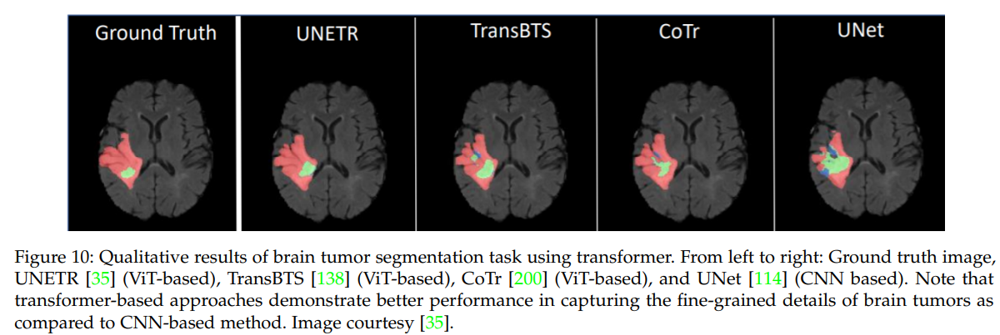 Ground Truth
UNETR
TransBTS
CoTr
UNet
Figure 10: Qualitative results of brain tumor segmentation task using transformer. From left to right: Ground truth image,
UNETR [35] (ViT-based), TransBTS [138] (ViT-based), CoTr [200] (ViT-based), and UNet [114] (CNN based). Note that
transformer-based approaches demonstrate better performance in capturing the fine-grained details of brain tumors as
compared to CNN-based method. Image courtesy [35].